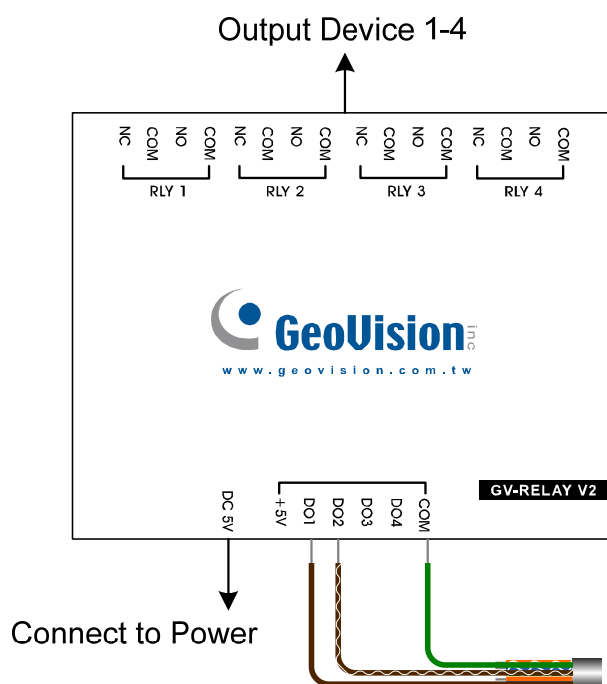 Output Device 1-4
NC COM NO COM NC COM NO COM NC COM NO COM NC COM NO COM
RLY 1 RLY 2 RLY 3 RLY 4
GeoVision inc
www.geovision.com.tw
GV-RELAY V2
DC 5V +5V DO1 DO2 DO3 DO4 COM
Connect to Power